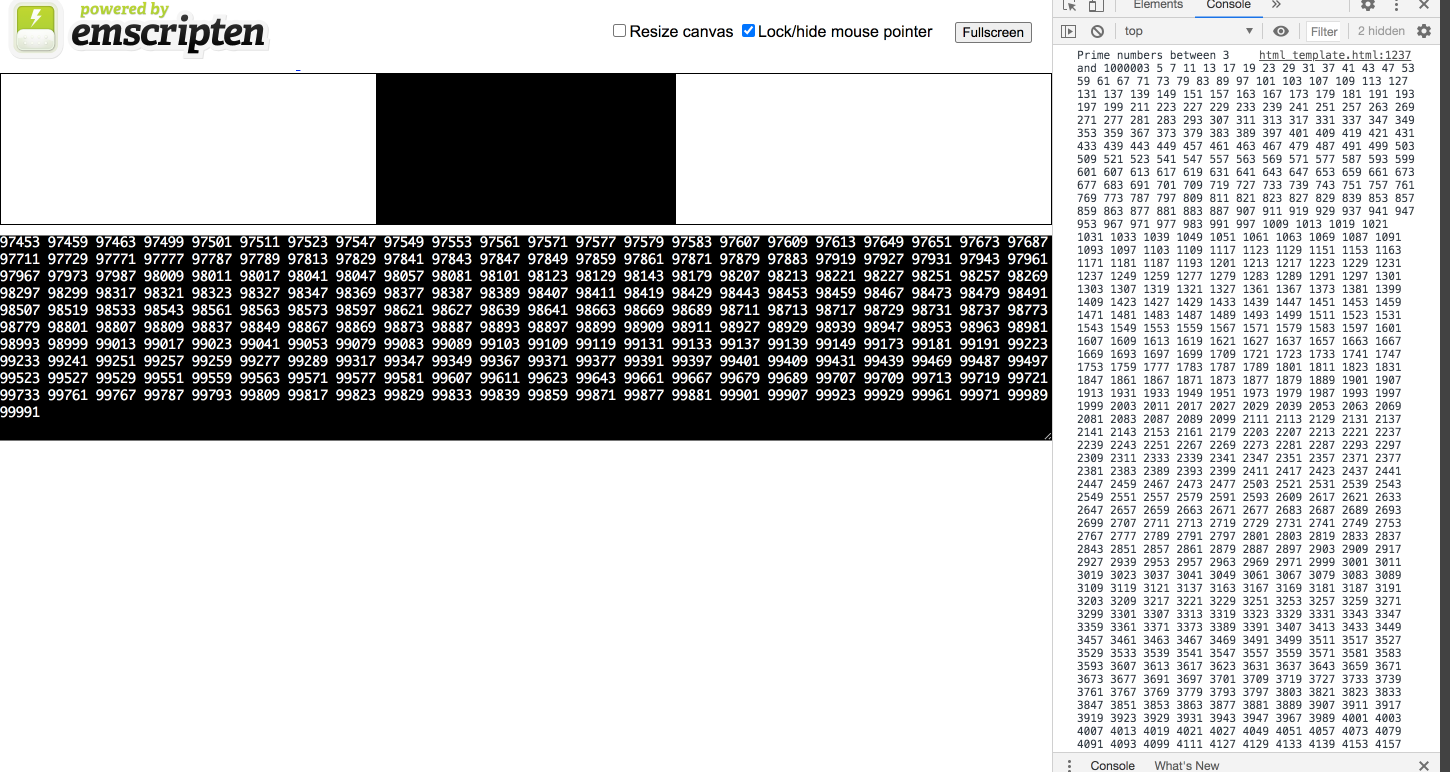 powered by
emscripten
Resize canvas Lock/hide mouse pointer Fullscreen
97453 97459 97463 97499 97501 97511 97523 97547 97549 97553 97561 97571 97577 97579 97583 97607 97609 97613 97649 97651 97673 97687
97711 97729 97771 97777 97787 97789 97813 97829 97841 97843 97847 97849 97859 97861 97871 97879 97883 97919 97927 97931 97943 97961
97967 97973 97987 98009 98011 98017 98041 98047 98057 98081 98101 98123 98129 98143 98179 98207 98213 98221 98227 98251 98257 98269
98297 98299 98317 98321 98323 98327 98347 98369 98377 98387 98389 98407 98411 98419 98429 98443 98453 98459 98467 98473 98479 98491
98507 98519 98533 98543 98561 98563 98573 98597 98621 98627 98639 98641 98663 98669 98689 98711 98713 98717 98729 98731 98737 98773
98779 98801 98807 98809 98837 98849 98867 98869 98873 98887 98893 98897 98899 98909 98911 98927 98929 98939 98947 98953 98963 98981
98993 98999 99013 99017 99023 99041 99053 99079 99083 99089 99103 99109 99119 99131 99133 99137 99139 99149 99173 99181 99191 99223
99233 99241 99251 99257 99259 99277 99289 99317 99347 99349 99367 99371 99377 99391 99397 99401 99409 99431 99439 99469 99487 99497
99523 99527 99529 99551 99559 99563 99571 99577 99581 99607 99611 99623 99643 99661 99667 99679 99689 99707 99709 99713 99719 99721
99733 99761 99767 99787 99793 99809 99817 99823 99829 99833 99839 99859 99871 99877 99881 99901 99907 99923 99929 99961 99971 99989
99991
Elements Console »
top Filter 2 hidden
Prime numbers between 3 html_template.html:1237
and 1000003 5 7 11 13 17 19 23 29 31 37 41 43 47 53
59 61 67 71 73 79 83 89 97 101 103 107 109 113 127
131 137 139 149 151 157 163 167 173 179 181 191 193
197 199 211 223 227 229 233 239 241 251 257 263 269
271 277 281 283 293 307 311 313 317 331 337 347 349
353 359 367 373 379 383 389 397 401 409 419 421 431
433 439 443 449 457 461 463 467 479 487 491 499 503
509 521 523 541 547 557 563 569 571 577 587 593 599
601 607 613 617 619 631 641 643 647 653 659 661 673
677 683 691 701 709 719 727 733 739 743 751 757 761
769 773 787 797 809 811 821 823 827 829 839 853 857
859 863 877 881 883 887 907 911 919 929 937 941 947
953 967 971 977 983 991 997 1009 1013 1019 1021
1031 1033 1039 1049 1051 1061 1063 1069 1087 1091
1093 1097 1103 1109 1117 1123 1129 1151 1153 1163
1171 1181 1187 1193 1201 1213 1217 1223 1229 1231
1237 1249 1259 1277 1279 1283 1289 1291 1297 1301
1303 1307 1319 1321 1327 1361 1367 1373 1381 1399
1409 1423 1427 1429 1433 1439 1447 1451 1453 1459
1471 1481 1483 1487 1489 1493 1499 1511 1523 1531
1543 1549 1553 1559 1567 1571 1579 1583 1597 1601
1607 1609 1613 1619 1621 1627 1637 1657 1663 1667
1669 1693 1697 1699 1709 1721 1723 1733 1741 1747
1753 1759 1777 1783 1787 1789 1801 1811 1823 1831
1847 1861 1867 1871 1873 1877 1879 1889 1901 1907
1913 1931 1933 1949 1951 1973 1979 1987 1993 1997
1999 2003 2011 2017 2027 2029 2039 2053 2063 2069
2081 2083 2087 2089 2099 2111 2113 2129 2131 2137
2141 2143 2153 2161 2179 2203 2207 2213 2221 2237
2239 2243 2251 2267 2269 2273 2281 2287 2293 2297
2309 2311 2333 2339 2341 2347 2351 2357 2371 2377
2381 2383 2389 2393 2399 2411 2417 2423 2437 2441
2447 2459 2467 2473 2477 2503 2521 2531 2539 2543
2549 2551 2557 2579 2591 2593 2609 2617 2621 2633
2647 2657 2659 2663 2671 2677 2683 2687 2689 2693
2699 2707 2711 2713 2719 2729 2731 2741 2749 2753
2767 2777 2789 2791 2797 2801 2803 2819 2833 2837
2843 2851 2857 2861 2879 2887 2897 2903 2909 2917
2927 2939 2953 2957 2963 2969 2971 2999 3001 3011
3019 3023 3037 3041 3049 3061 3067 3079 3083 3089
3109 3119 3121 3137 3163 3167 3169 3181 3187 3191
3203 3209 3217 3221 3229 3251 3253 3257 3259 3271
3299 3301 3307 3313 3319 3323 3329 3331 3343 3347
3359 3361 3371 3373 3389 3391 3407 3413 3433 3449
3457 3461 3463 3467 3469 3491 3499 3511 3517 3527
3529 3533 3539 3541 3547 3557 3559 3571 3581 3583
3593 3607 3613 3617 3623 3631 3637 3643 3659 3671
3673 3677 3691 3697 3701 3709 3719 3727 3733 3739
3761 3767 3769 3779 3793 3797 3803 3821 3823 3833
3847 3851 3853 3863 3877 3881 3889 3907 3911 3917
3919 3923 3929 3931 3943 3947 3967 3989 4001 4003
4007 4013 4019 4021 4027 4049 4051 4057 4073 4079
4091 4093 4099 4111 4127 4129 4133 4139 4153 4157
Console What's New